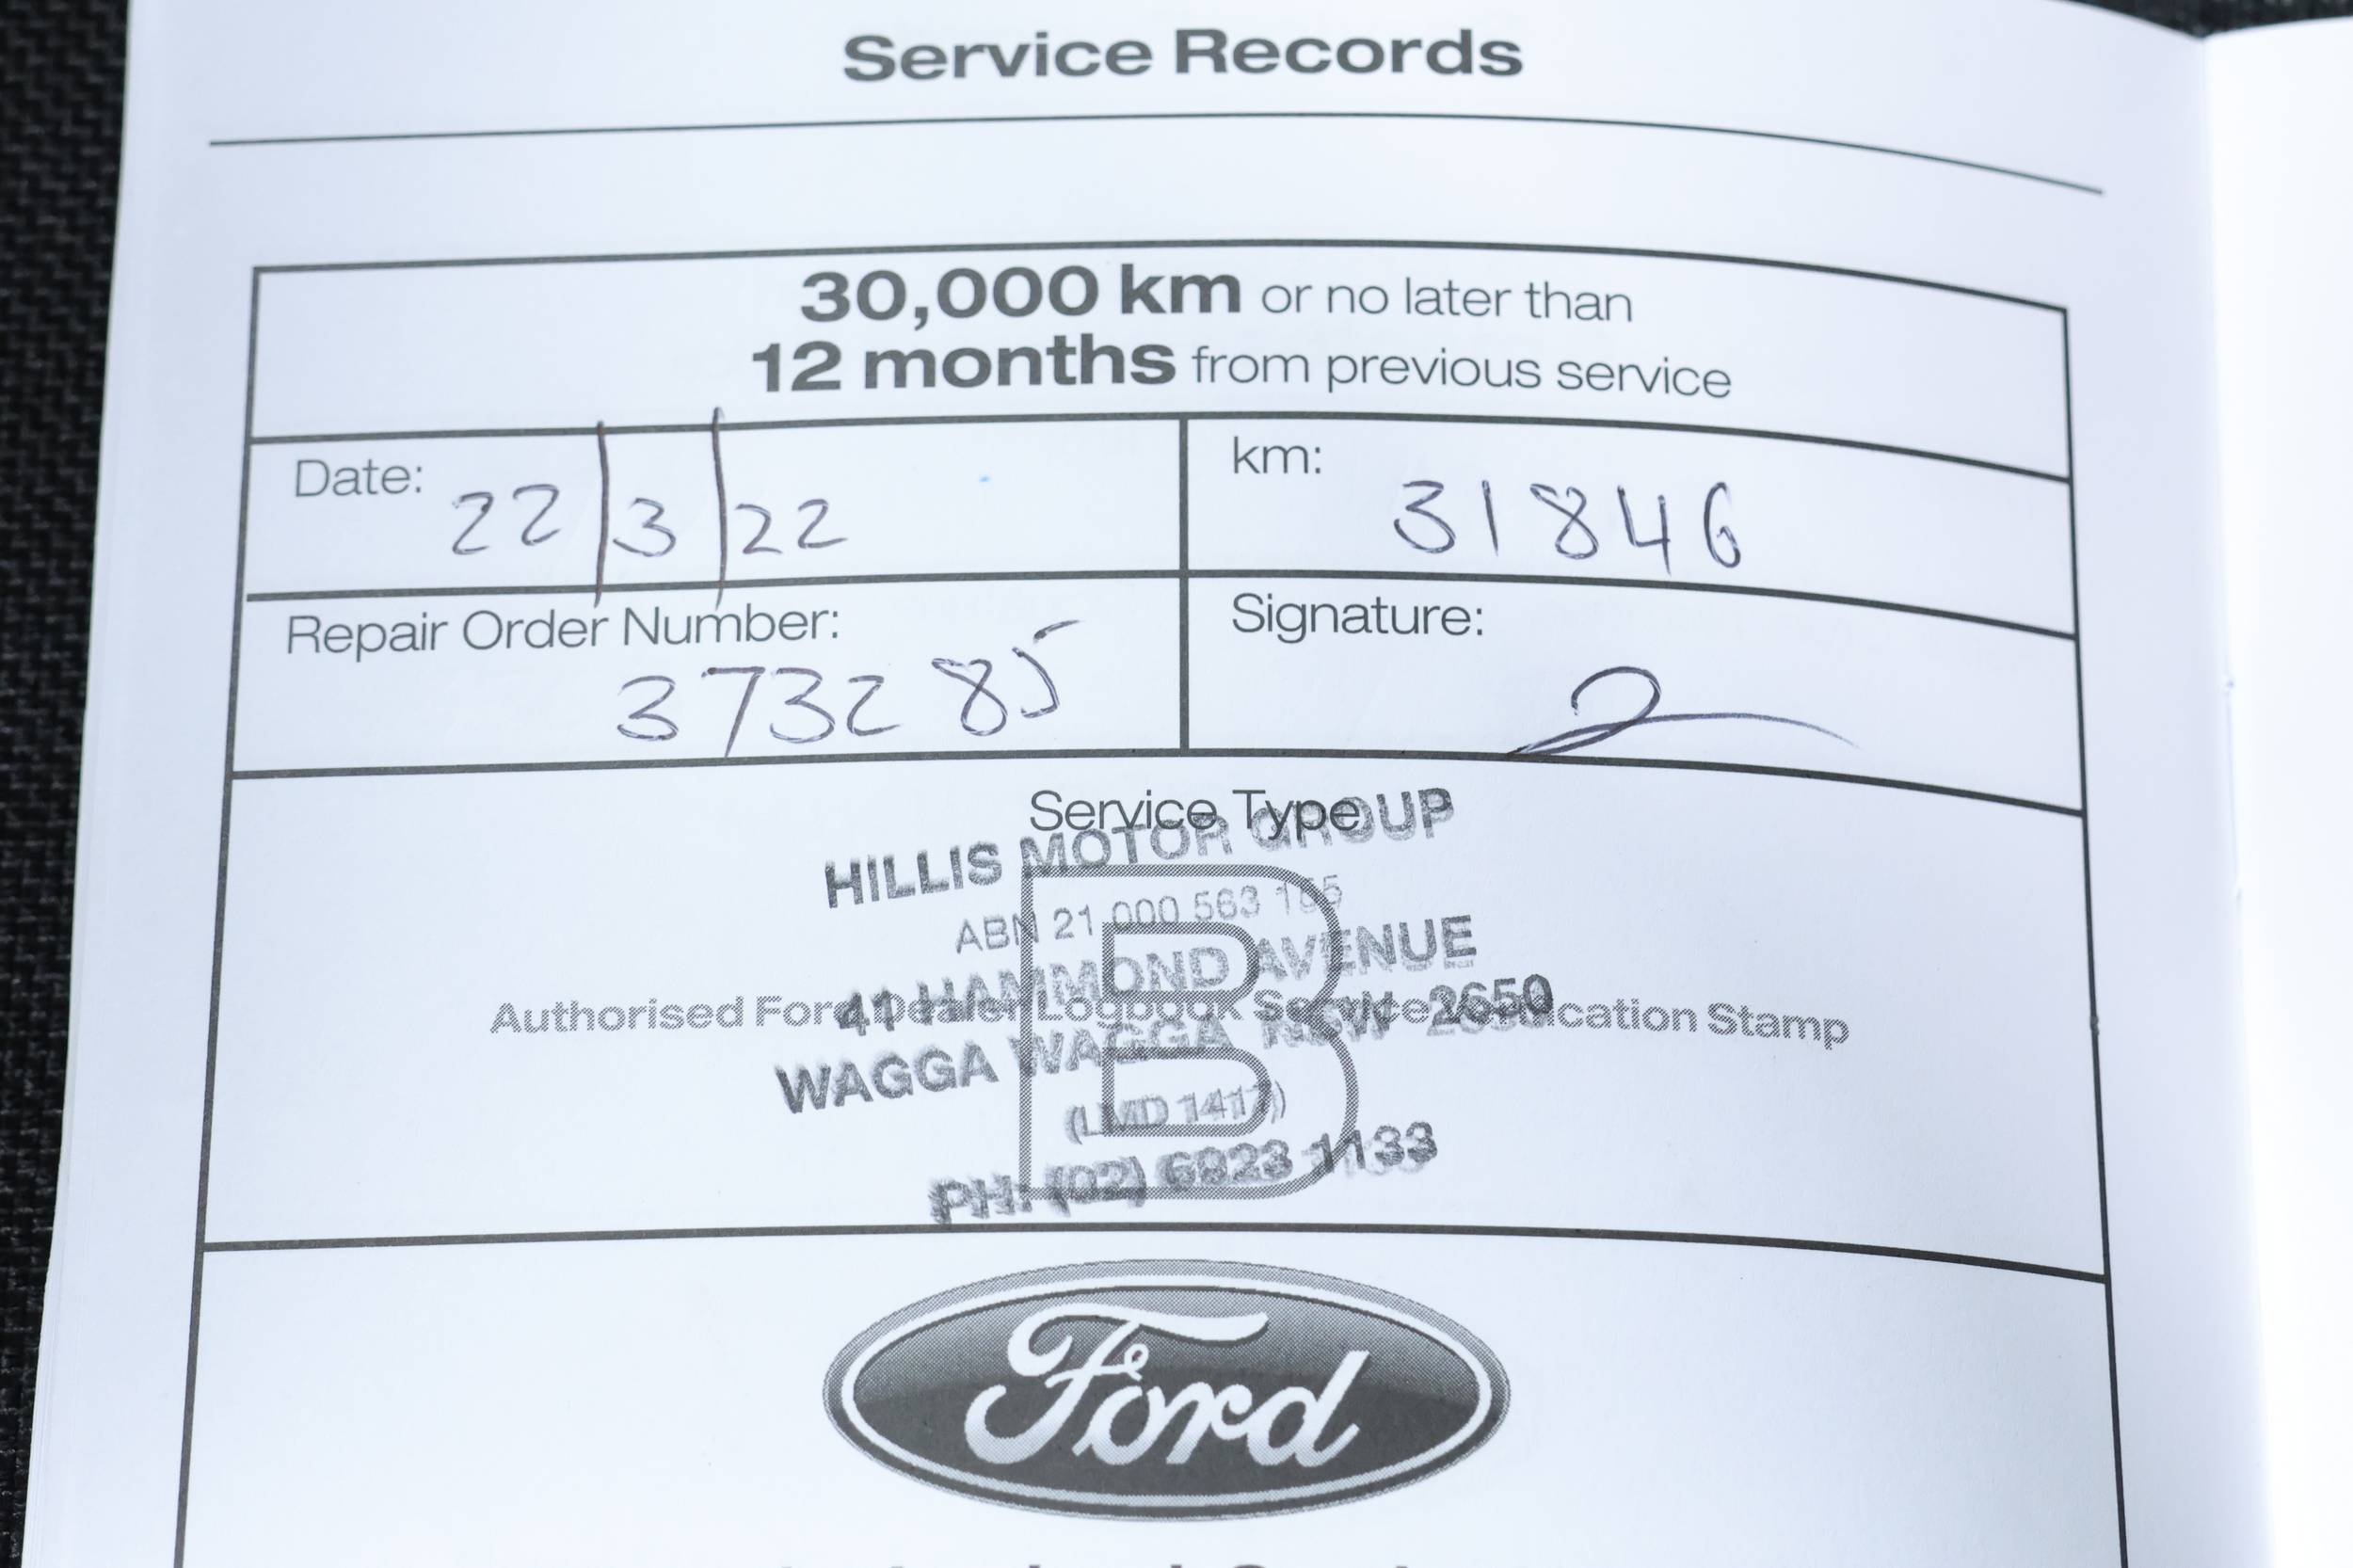 Service Records
30,000 km or no later than
12 months from previous service
Date: 22/3/22
km: 31846
Repair Order Number: 373285
Signature:
Service Type
HILLIS MOTOR GROUP
ABN 21 000 563 195
41 HAMMOND AVENUE
Authorised Ford Dealer Logbook Service Verification Stamp
WAGGA WAGGA NSW 2650
B
(LMD 1417)
PH: (02) 6923 1133
Ford